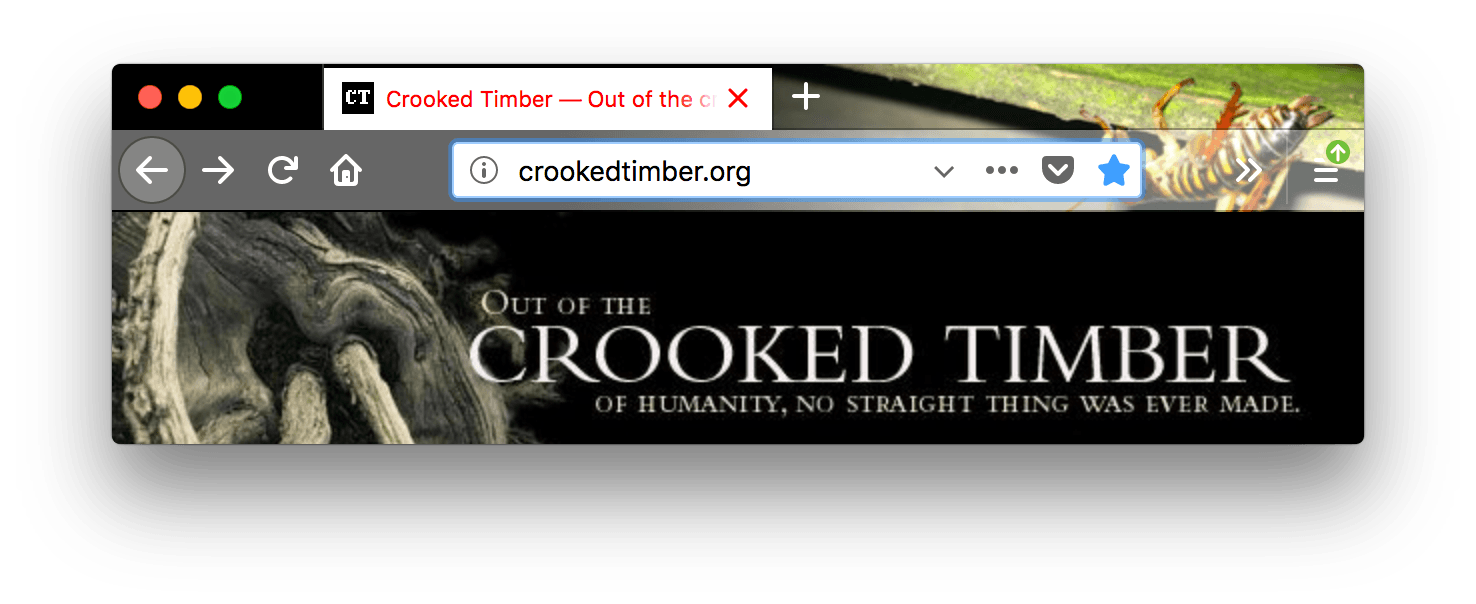 CT Crooked Timber — Out of the c
crookedtimber.org
OUT OF THE
CROOKED TIMBER
OF HUMANITY, NO STRAIGHT THING WAS EVER MADE.